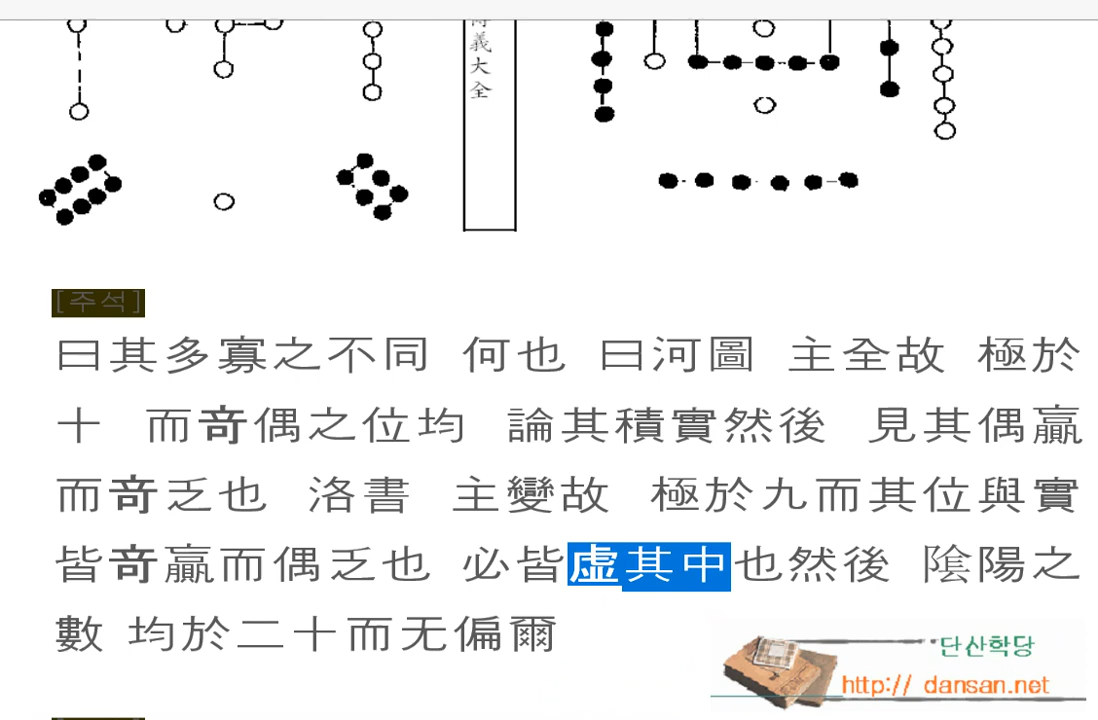 義
大
全
[주석]
曰其多寡之不同 何也 曰河圖 主全故 極於
十 而竒偶之位均 論其積實然後 見其偶贏
而竒乏也 洛書 主變故 極於九而其位與實
皆竒贏而偶乏也 必皆虛其中也然後 陰陽之
數 均於二十而无偏爾
단산학당
http:// dansan.net